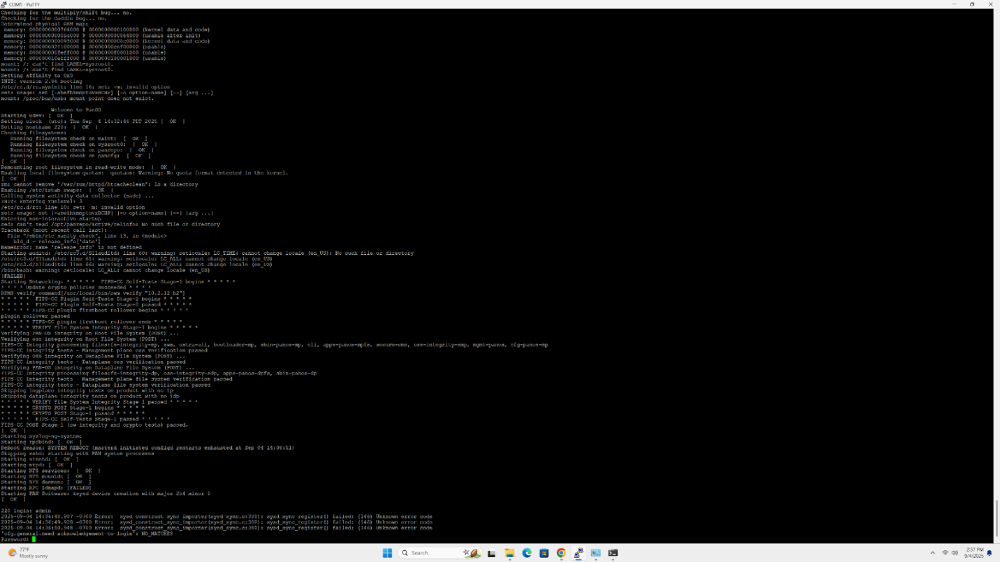 COM1 - PuTTY
Checking for the multiply/shift bug... no.
Checking for the daddiu bug... no.
Determined physical RAM map:
memory: 0000000000764000 @ 0000000000100000 (kernel data and code)
memory: 000000000005c000 @ 0000000000864000 (usable after init)
memory: 0000000000893000 @ 00000000008c0000 (kernel data and code)
(usable)
memory: 000000000feff000 @ 00000000f0001000 (usable)
(usable)
mount: /: can't find LABEL=sysroot0.
mount: /: can't find LABEL=sysroot0.
Setting affinity to 0x9
INIT: version 2.86 booting
/etc/rc.d/rc.sysinit: line 16: set: -m: invalid option
set: usage: set [-abefhkmnptuvxBCHP] [-o option-name] [--] [arg ...]
mount: /proc/bus/usb: mount point does not exist.
Welcome to PanOS
Starting udev: [ OK ]
Setting clock (utc): Thu Sep 4 14:32:46 PDT 2025 [ OK ]
Setting hostname 220: [ OK ]
Checking filesystems:
Running filesystem check on maint: [ OK ]
Running filesystem check on sysroot0: [ OK ]
Running filesystem check on panrepo: [ OK ]
Running filesystem check on pancfg: [ OK ]
[ OK ]
Remounting root filesystem in read-write mode: [ OK ]
Enabling local filesystem quotas: quotaon: Warning: No quota format detected in the kernel.
[ OK ]
rm: cannot remove '/var/run/httpd/htcacheclean': Is a directory
Enabling /etc/fstab swaps: [ OK ]
Calling system activity data collector (sadc) ...
INIT: Entering runlevel: 3
/etc/rc.d/rc: line 10: set: -m: invalid option
set: usage: set [-abefhkmnptuvxBCHP] [-o option-name] [--] [arg ...]
Entering non-interactive startup
sed: can't read /opt/panrepo/active/relinfo: No such file or directory
Traceback (most recent call last):
File "/sbin/rtc_sanity_check", line 13, in <module>
bld_d = release_info['date']
NameError: name 'release_info' is not defined
Starting auditd: /etc/rc3.d/S11auditd: line 60: warning: setlocale: LC_TIME: cannot change locale (en_US): No such file or directory
/etc/rc3.d/S11auditd: line 61: warning: setlocale: LC_ALL: cannot change locale (en_US)
/etc/rc3.d/S11auditd: line 66: warning: setlocale: LC_ALL: cannot change locale (en_US)
/bin/bash: warning: setlocale: LC_ALL: cannot change locale (en_US)
[FAILED]
Starting Networking: * * * * * FIPS-CC Self-Tests Stage-1 begins * * * * *
* * * * Update crypto policies succeeded * * * *
RPMS verify command[/usr/local/bin/swm verify "10.2.12-h2"]
* * * * * FIPS-CC Plugin Self-Tests Stage-2 begins * * * * *
* * * * * FIPS-CC Plugin Self-Tests Stage-2 passed * * * * *
* * * * * FIPS-CC plugin firstboot rollover begins * * * * *
plugin rollover passed
* * * * * FIPS-CC plugin firstboot rollover ends * * * * *
* * * * * VERIFY File System Integrity Stage-1 begins * * * * *
Verifying PAN-OS integrity on Root File System (POST) ...
Verifying oss-integrity on Root File System (POST) ...
FIPS-CC Integrity processing files:fs-integrity-mp, swm, ostra-all, bootloader-mp, sbin-panos-mp, cli, apps-panos-mpfs, secure-cmn, oss-integrity-smp, mgmt-panos, cfg-panos-mp
FIPS-CC integrity tests - Management plane oss verification passed
Verifying OSS integrity on Dataplane File System (POST) ...
FIPS-CC integrity tests - Dataplane oss verification passed
Verifying PAN-OS integrity on Dataplane File System (POST) ...
FIPS-CC integrity processing files:fs-integrity-dp, oss-integrity-sdp, apps-panos-dpfs, sbin-panos-dp
FIPS-CC integrity tests - Management plane file system verification passed
FIPS-CC integrity tests - Dataplane file system verification passed
Skipping logplane integrity tests on product with no lp
Skipping dataplane integrity tests on product with no idp
* * * * * VERIFY File System Integrity Stage-1 passed * * * * *
* * * * * CRYPTO POST Stage-1 begins * * * * *
* * * * * CRYPTO POST Stage-1 passed * * * * *
* * * * * FIPS-CC Self-Tests Stage-1 passed * * * * *
FIPS-CC POST Stage-1 (sw-integrity and crypto tests) passed.
[ OK ]
Starting syslog-ng-system:
Starting rpcbind: [ OK ]
Reboot reason: SYSTEM REBOOT [masterd initiated configd restarts exhausted at Sep 04 14:08:51]
Skipping sshd: starting with PAN system processes
Starting xinetd: [ OK ]
Starting ntpd: [ OK ]
Starting NFS services: [ OK ]
Starting NFS mountd: [ OK ]
Starting NFS daemon: [ OK ]
Starting RPC idmapd: [FAILED]
Starting PAN Software: keysd device creation with major 254 minor 0
[ OK ]
220 login: admin
2025-09-04 14:36:48.907 -0700 Error: sysd_construct_sync_importer(sysd_sync.c:380): sysd_sync_register() failed: (146) Unknown error code
2025-09-04 14:36:49.928 -0700 Error: sysd_construct_sync_importer(sysd_sync.c:380): sysd_sync_register() failed: (146) Unknown error code
2025-09-04 14:36:50.948 -0700 Error: sysd_construct_sync_importer(sysd_sync.c:380): sysd_sync_register() failed: (146) Unknown error code
'cfg.general.need-acknowledgement-to-login': NO_MATCHES
Password:
77°F
Mostly sunny
Search
2:57 PM
9/4/2025